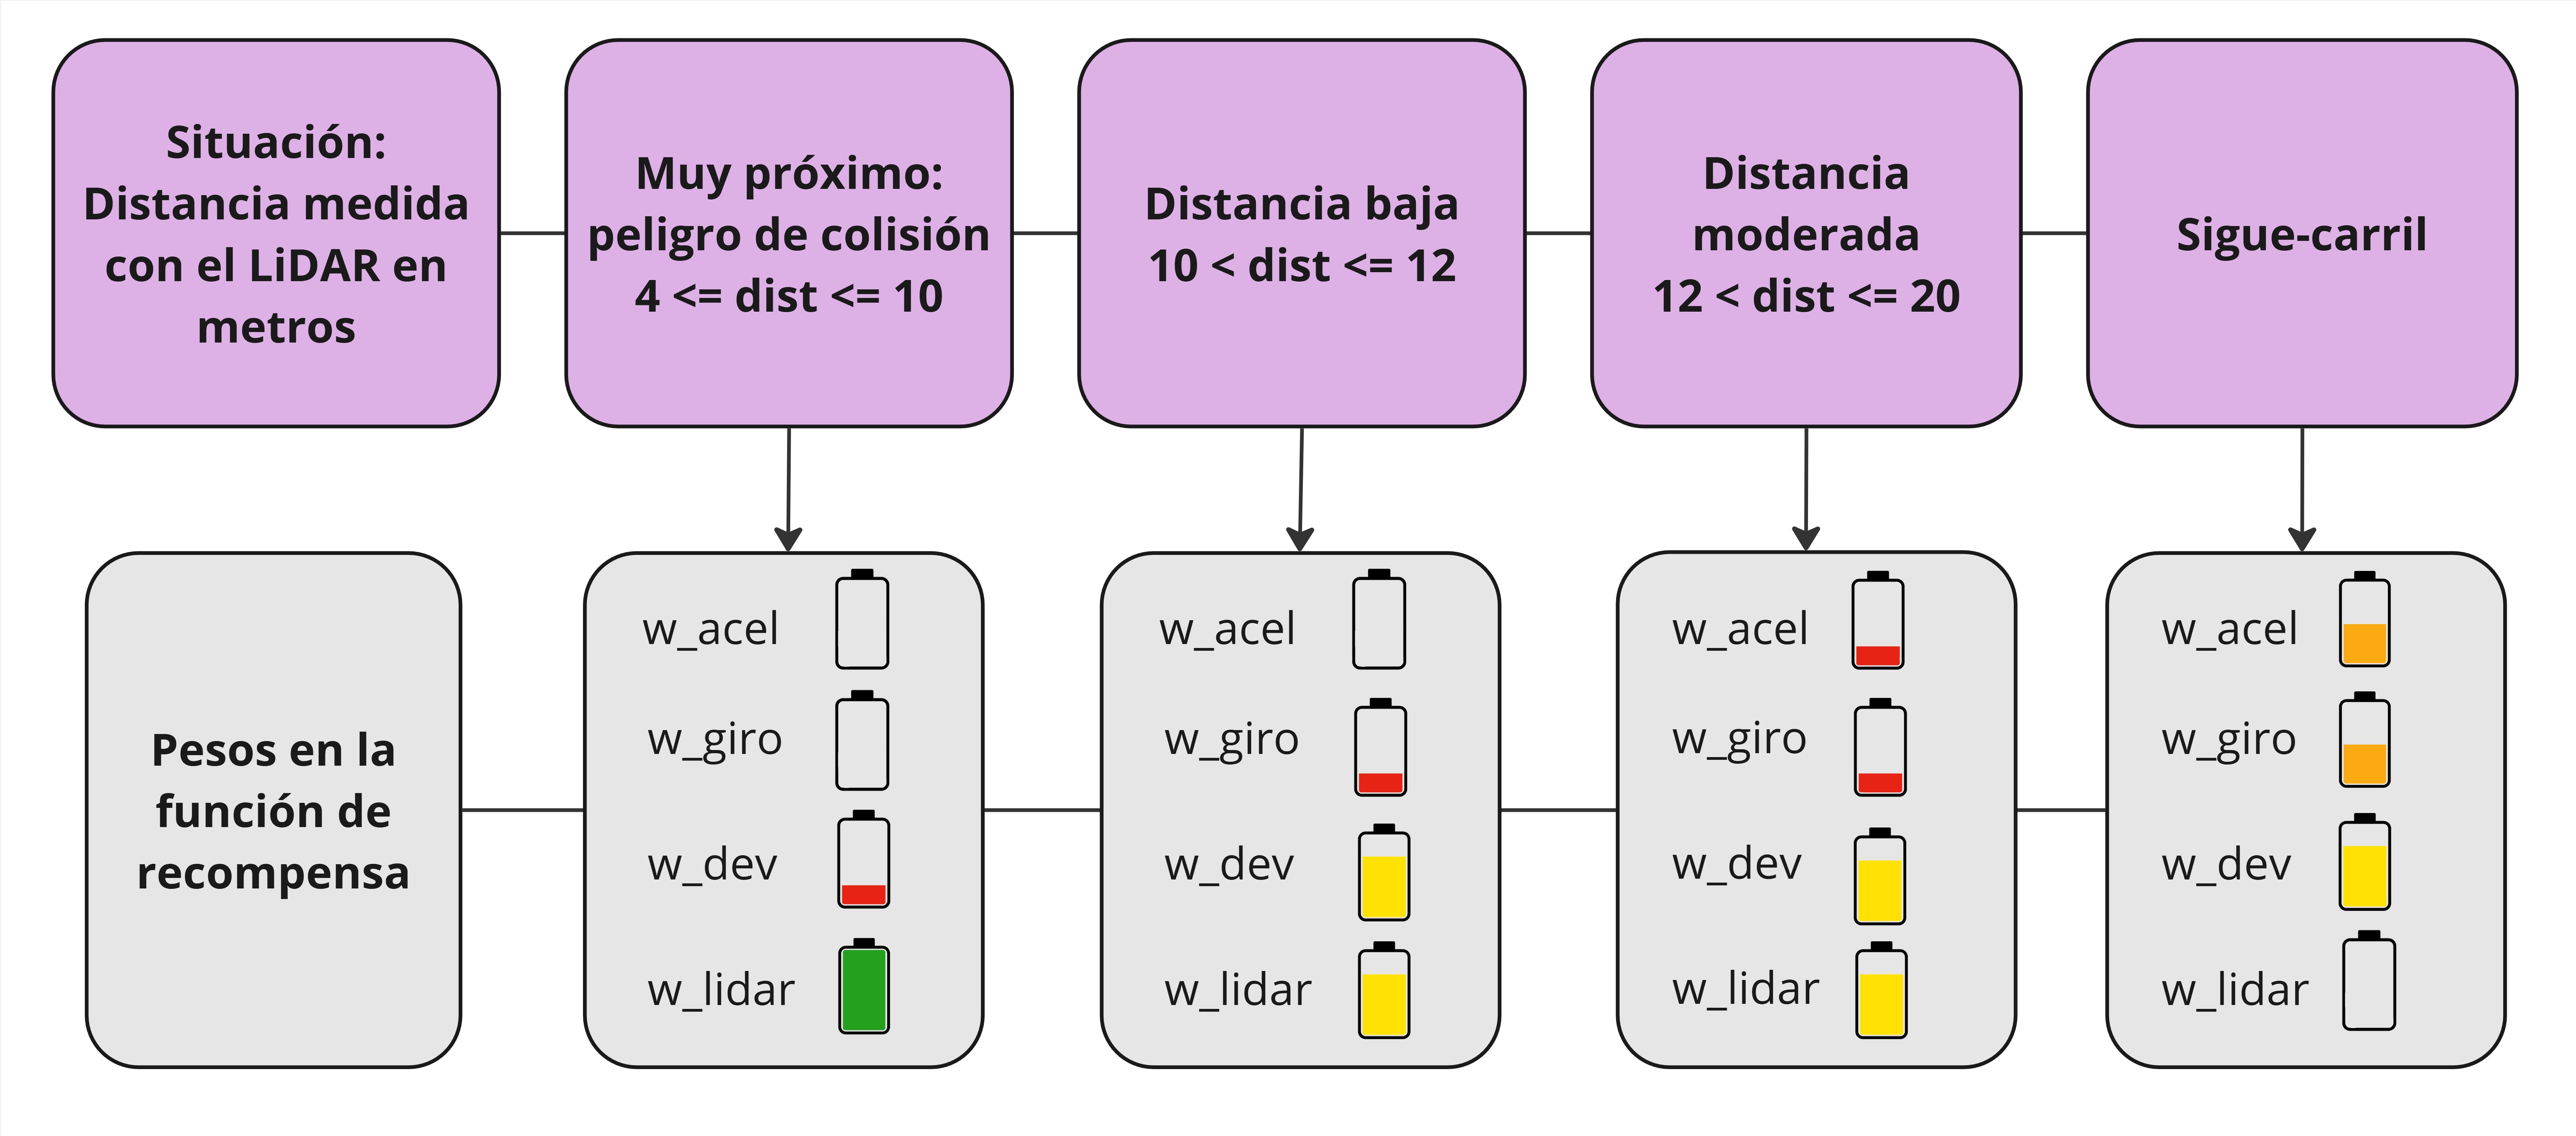 Situación:
Distancia medida
con el LiDAR en
metros
Muy próximo:
peligro de colisión
4 <= dist <= 10
Distancia baja
10 < dist <= 12
Distancia
moderada
12 < dist <= 20
Sigue-carril
Pesos en la
función de
recompensa
w_acel
w_giro
w_dev
w_lidar
w_acel
w_giro
w_dev
w_lidar
w_acel
w_giro
w_dev
w_lidar
w_acel
w_giro
w_dev
w_lidar